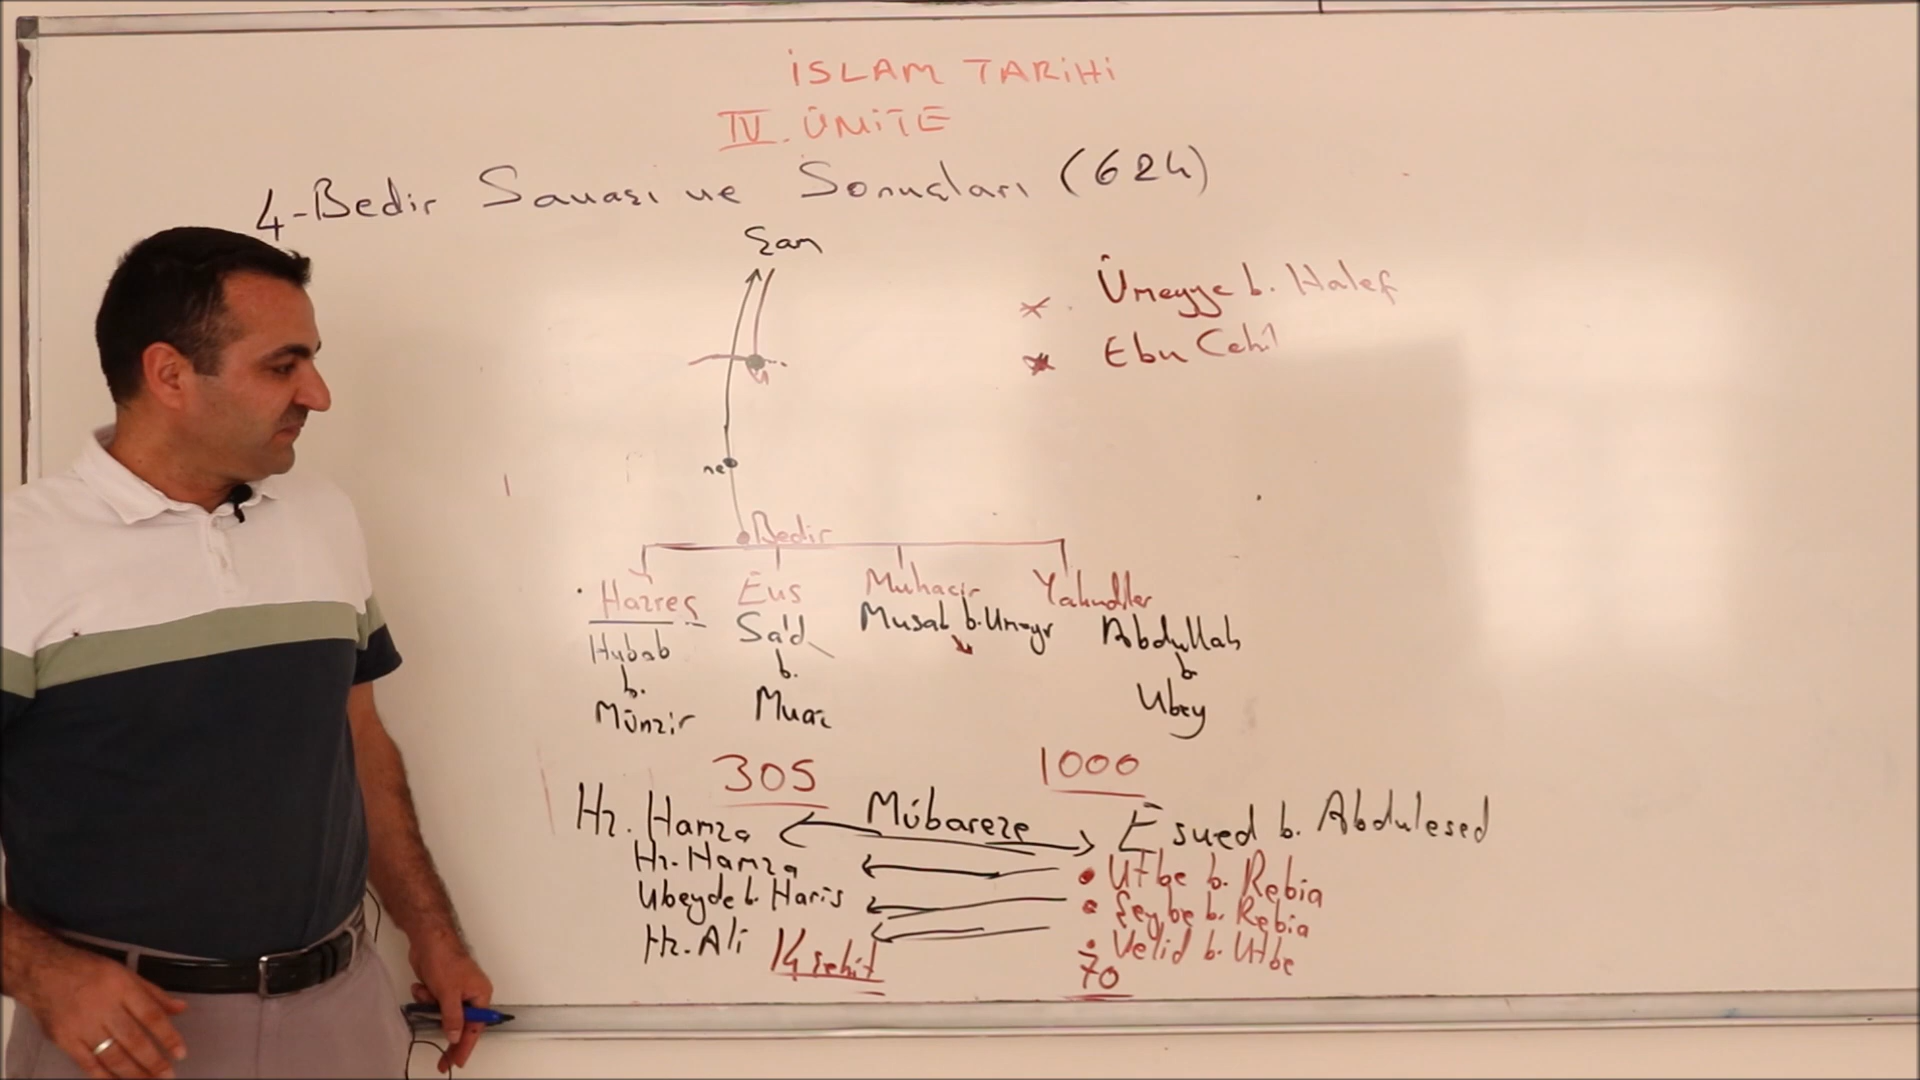 İSLAM TARİHİ
IV. ÜNİTE
4-Bedir Savaşı ve Sonuçları (624)
Şam
Ümeyye b. Halef
Ebu Cehil
Bedir
Hazreç Evs Muhacir Yahudiler
Hubab b. Münzir
Sa'd b. Muaz
Musab b. Umeyr
Abdullah b. Ubey
305 1000
Hz. Hamza Mübareze Esved b. Abdulesed
Hz. Hamza Utbe b. Rebia
Ubeyde b. Haris Şeybe b. Rebia
Hz. Ali Velid b. Utbe
14 şehit 70